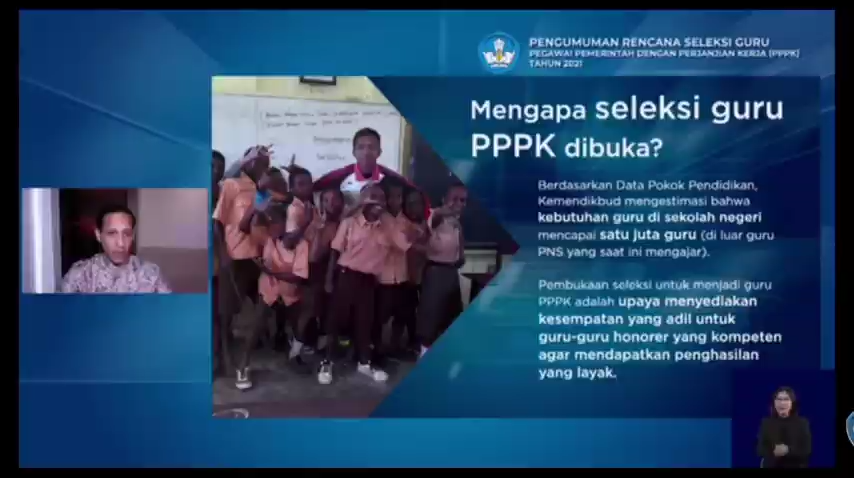 PENGUMUMAN RENCANA SELEKSI GURU
PEGAWAI PEMERINTAH DENGAN PERJANJIAN KERJA (PPPK)
TAHUN 2021
Mengapa seleksi guru
PPPK dibuka?
Berdasarkan Data Pokok Pendidikan,
Kemendikbud mengestimasi bahwa
kebutuhan guru di sekolah negeri
mencapai satu juta guru (di luar guru
PNS yang saat ini mengajar).
Pembukaan seleksi untuk menjadi guru
PPPK adalah upaya menyediakan
kesempatan yang adil untuk
guru-guru honorer yang kompeten
agar mendapatkan penghasilan
yang layak.